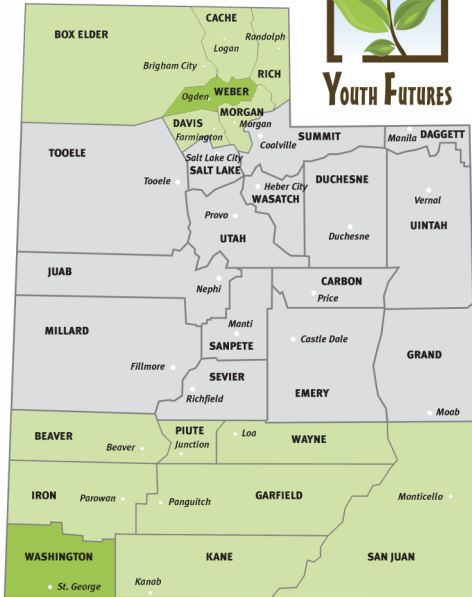 YOUTH FUTURES
CACHE
BOX ELDER
Randolph
Logan
Brigham City
RICH
WEBER
Ogden
MORGAN
DAVIS
Morgan
Farmington
SUMMIT
Manila DAGGETT
Coalville
TOOELE
Salt Lake City
SALT LAKE
DUCHESNE
Tooele
Heber City
WASATCH
Vernal
Provo
UINTAH
UTAH
Duchesne
JUAB
CARBON
Nephi
Price
MILLARD
Manti
SANPETE
Castle Dale
GRAND
Fillmore
SEVIER
Richfield
EMERY
Moab
BEAVER
PIUTE
Loa
WAYNE
Beaver
Junction
IRON
Parowan
Panguitch
GARFIELD
Monticello
WASHINGTON
KANE
SAN JUAN
St. George
Kanab